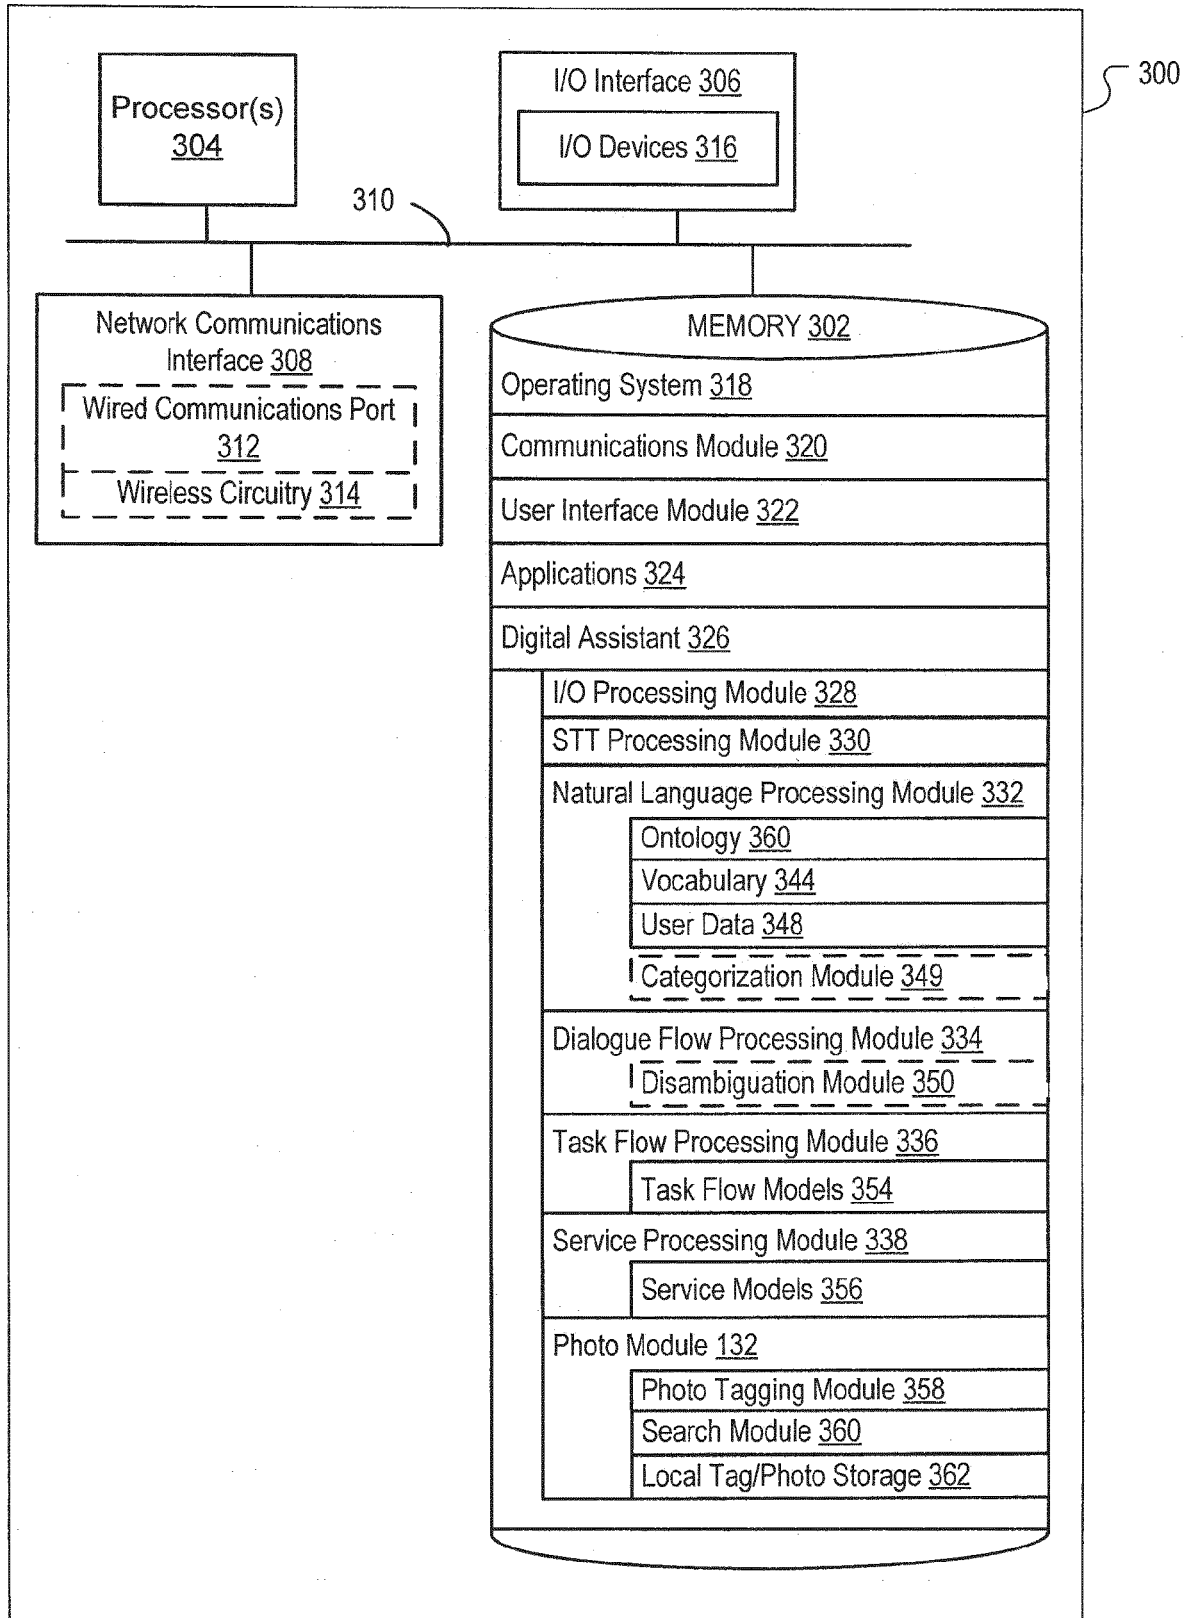 300
Processor(s)
304
I/O Interface 306
I/O Devices 316
310
Network Communications
Interface 308
Wired Communications Port
312
Wireless Circuitry 314
MEMORY 302
Operating System 318
Communications Module 320
User Interface Module 322
Applications 324
Digital Assistant 326
I/O Processing Module 328
STT Processing Module 330
Natural Language Processing Module 332
Ontology 360
Vocabulary 344
User Data 348
Categorization Module 349
Dialogue Flow Processing Module 334
Disambiguation Module 350
Task Flow Processing Module 336
Task Flow Models 354
Service Processing Module 338
Service Models 356
Photo Module 132
Photo Tagging Module 358
Search Module 360
Local Tag/Photo Storage 362